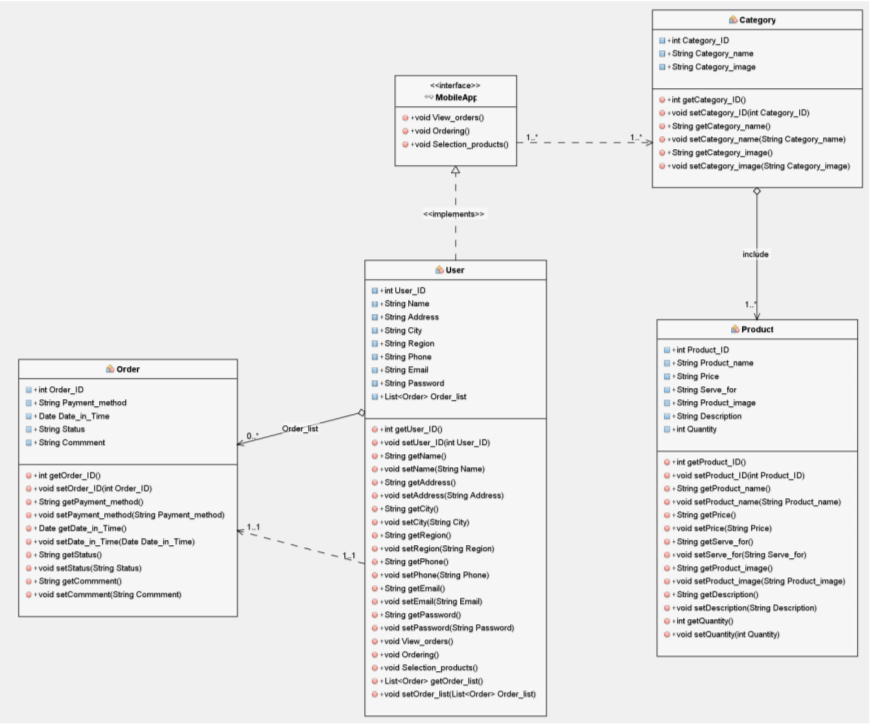 Category
+int Category_ID
+String Category_name
+String Category_image
+int getCategory_ID()
+void setCategory_ID(int Category_ID)
+String getCategory_name()
+void setCategory_name(String Category_name)
+String getCategory_image()
+void setCategory_image(String Category_image)
<<interface>>
MobileApp
+void View_orders()
+void Ordering()
+void Selection_products()
1..*
1..*
<<implements>>
include
1..*
User
+int User_ID
+String Name
+String Address
+String City
+String Region
+String Phone
+String Email
+String Password
+List<Order> Order_list
+int getUser_ID()
+void setUser_ID(int User_ID)
+String getName()
+void setName(String Name)
+String getAddress()
+void setAddress(String Address)
+String getCity()
+void setCity(String City)
+String getRegion()
+void setRegion(String Region)
+String getPhone()
+void setPhone(String Phone)
+String getEmail()
+void setEmail(String Email)
+String getPassword()
+void setPassword(String Password)
+void View_orders()
+void Ordering()
+void Selection_products()
+List<Order> getOrder_list()
+void setOrder_list(List<Order> Order_list)
Product
+int Product_ID
+String Product_name
+String Price
+String Serve_for
+String Product_image
+String Description
+int Quantity
+int getProduct_ID()
+void setProduct_ID(int Product_ID)
+String getProduct_name()
+void setProduct_name(String Product_name)
+String getPrice()
+void setPrice(String Price)
+String getServe_for()
+void setServe_for(String Serve_for)
+String getProduct_image()
+void setProduct_image(String Product_image)
+String getDescription()
+void setDescription(String Description)
+int getQuantity()
+void setQuantity(int Quantity)
Order
+int Order_ID
+String Payment_method
+Date Date_in_Time
+String Status
+String Commment
+int getOrder_ID()
+void setOrder_ID(int Order_ID)
+String getPayment_method()
+void setPayment_method(String Payment_method)
+Date getDate_in_Time()
+void setDate_in_Time(Date Date_in_Time)
+String getStatus()
+void setStatus(String Status)
+String getCommment()
+void setCommment(String Commment)
0..*
Order_list
1..1
1..1